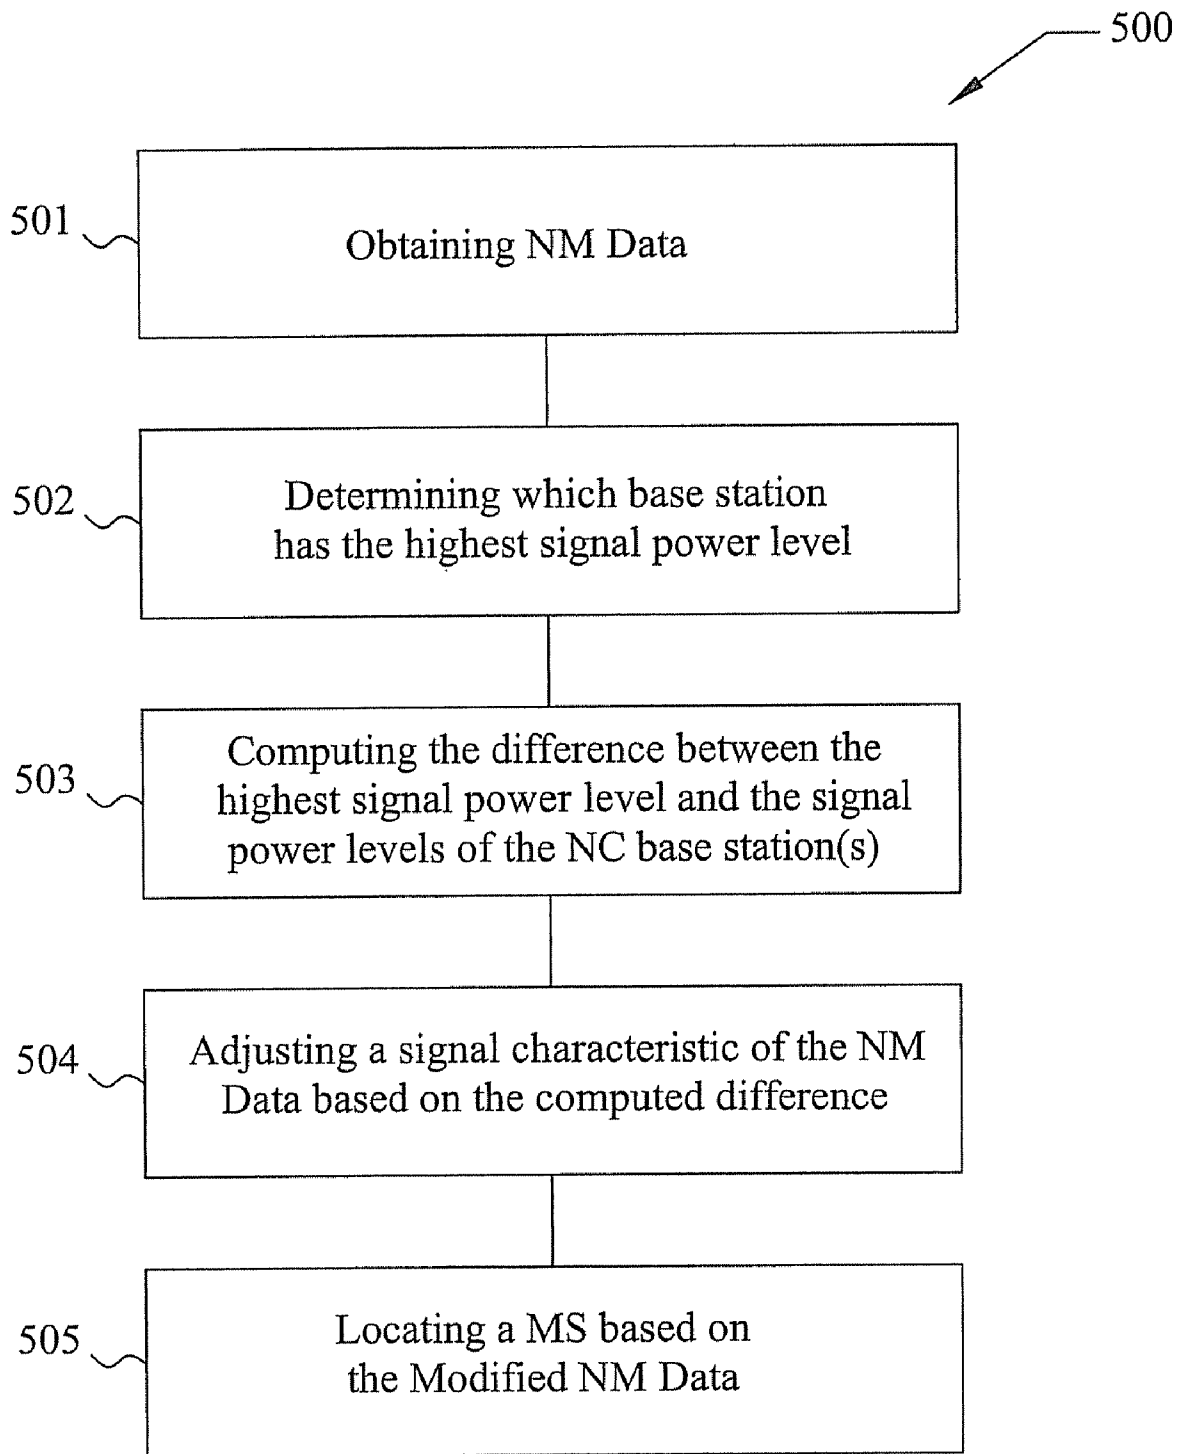 500
501
Obtaining NM Data
502
Determining which base station
has the highest signal power level
503
Computing the difference between the
highest signal power level and the signal
power levels of the NC base station(s)
504
Adjusting a signal characteristic of the NM
Data based on the computed difference
505
Locating a MS based on
the Modified NM Data